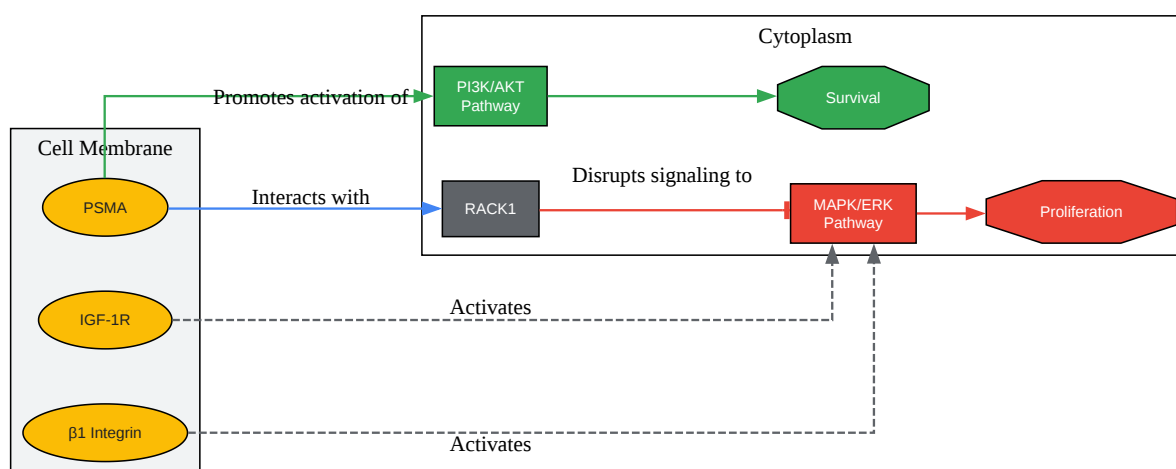 Cytoplasm
PI3K/AKT
Pathway
Survival
Promotes activation of
Cell Membrane
PSMA
Interacts with
RACK1
Disrupts signaling to
MAPK/ERK
Pathway
Proliferation
IGF-1R
Activates
β1 Integrin
Activates